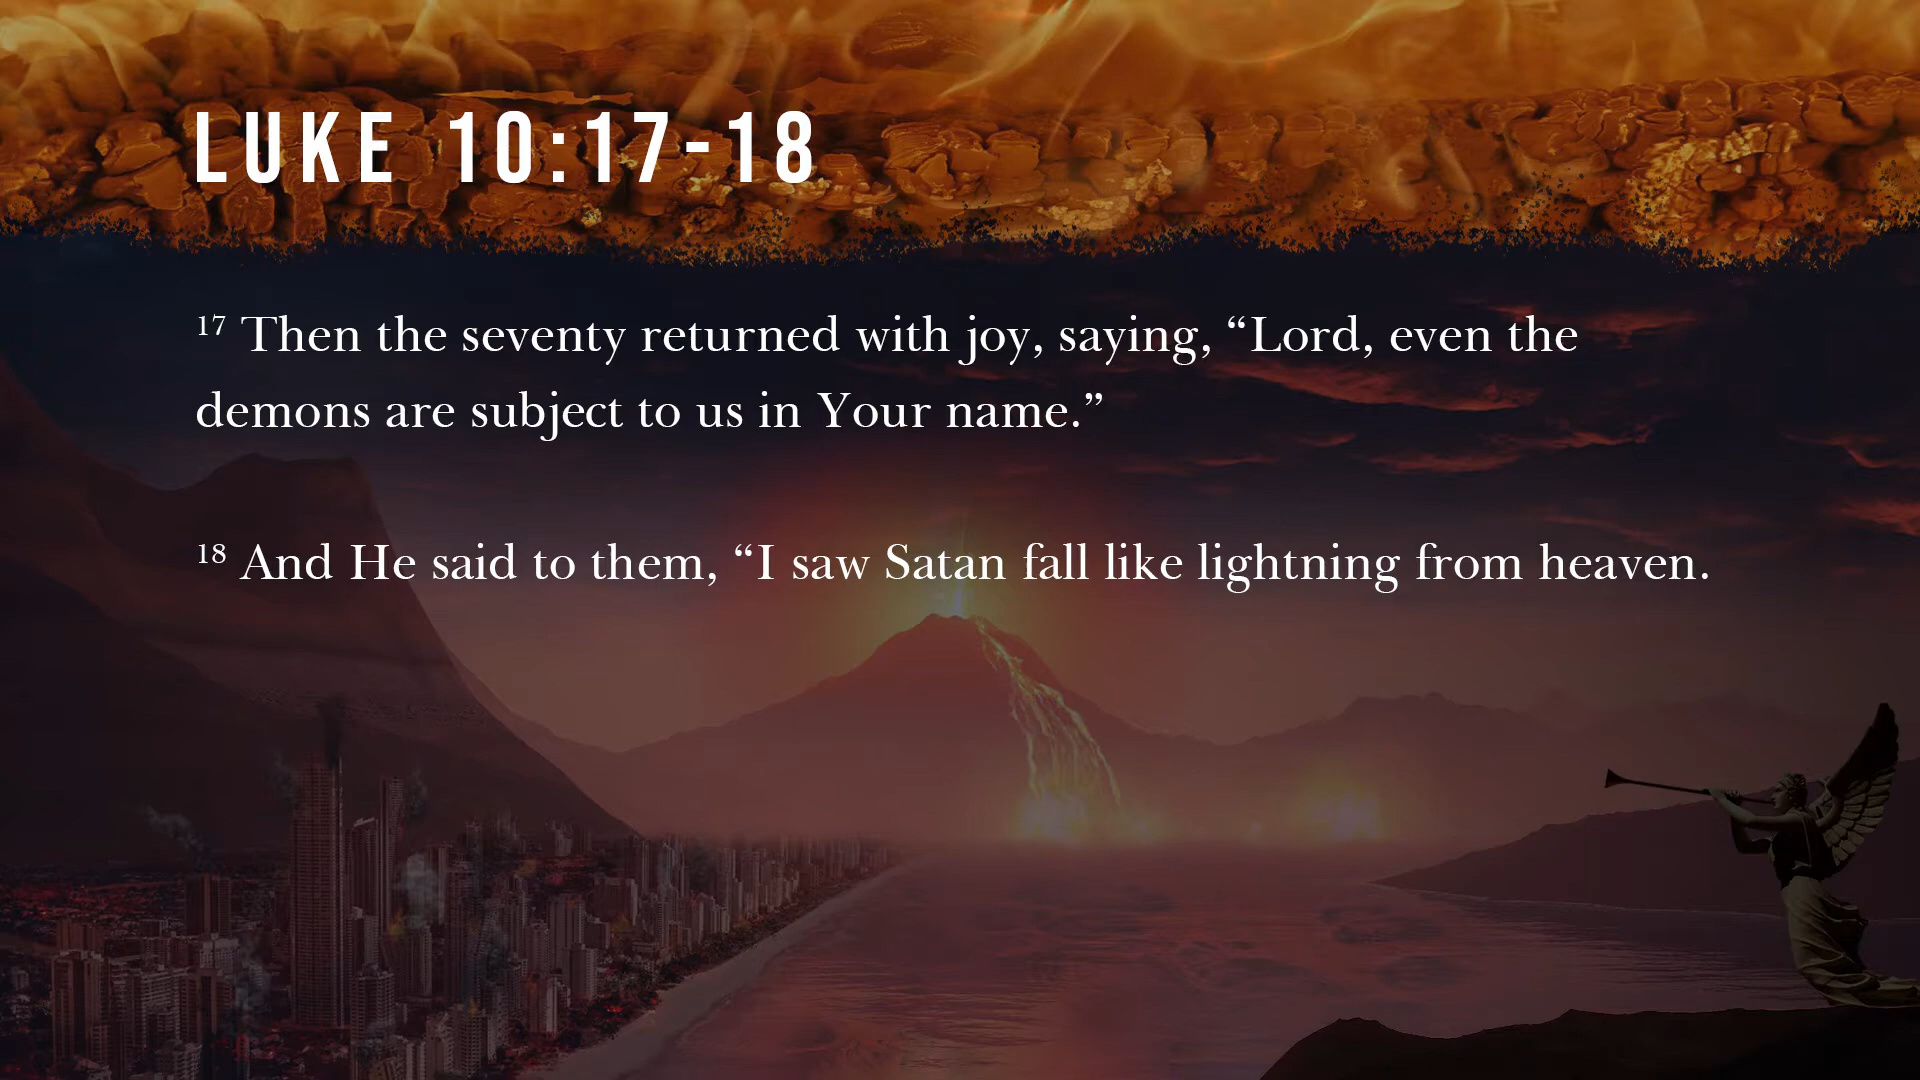 LUKE 10:17-18
17 Then the seventy returned with joy, saying, “Lord, even the
demons are subject to us in Your name.”
18 And He said to them, “I saw Satan fall like lightning from heaven.